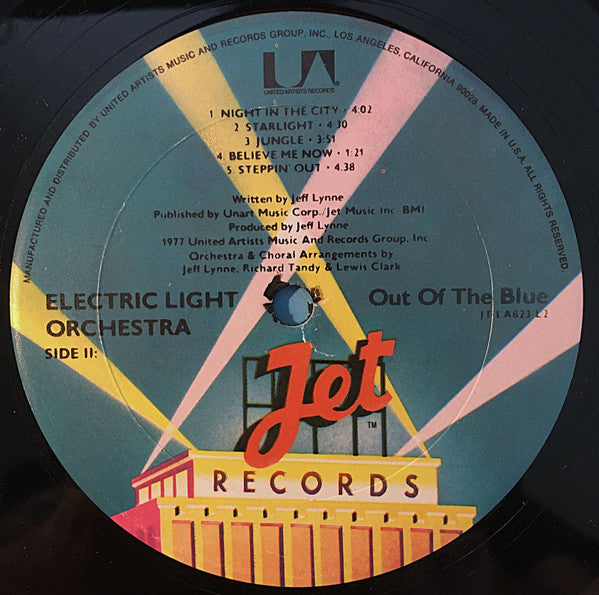 MANUFACTURED AND DISTRIBUTED BY UNITED ARTISTS MUSIC AND RECORDS GROUP, INC., LOS ANGELES, CALIFORNIA 90028. MADE IN U.S.A. ALL RIGHTS RESERVED.
UA
UNITED ARTISTS RECORDS
1 NIGHT IN THE CITY · 4:02
2 STARLIGHT · 4:30
3 JUNGLE · 3:51
4. BELIEVE ME NOW · 1:21
5 STEPPIN' OUT · 4.38
Written by Jeff Lynne
Published by Unart Music Corp./Jet Music Inc. BMI
Produced by Jeff Lynne
1977 United Artists Music And Records Group, Inc
Orchestra & Choral Arrangements by
Jeff Lynne, Richard Tandy & Lewis Clark
ELECTRIC LIGHT
ORCHESTRA
Out Of The Blue
JT-LA823-L2
SIDE II:
Jet
TM
RECORDS